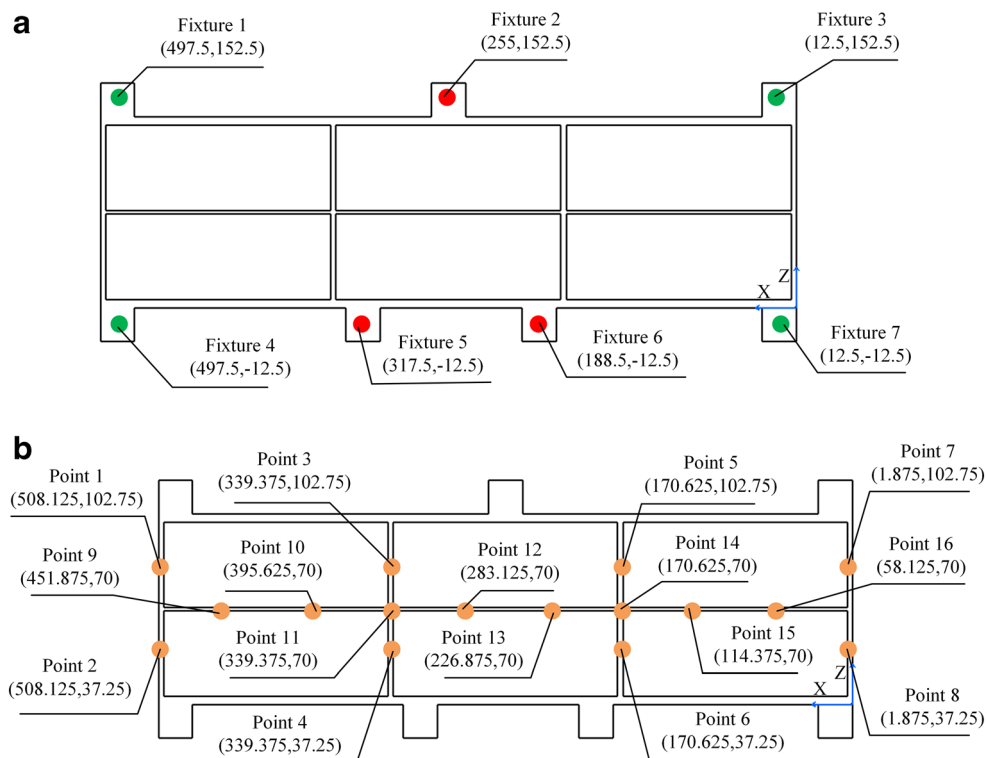 a
Fixture 1
(497.5,152.5)
Fixture 2
(255,152.5)
Fixture 3
(12.5,152.5)
Z
X
Fixture 4
(497.5,-12.5)
Fixture 5
(317.5,-12.5)
Fixture 6
(188.5,-12.5)
Fixture 7
(12.5,-12.5)
b
Point 1
(508.125,102.75)
Point 3
(339.375,102.75)
Point 5
(170.625,102.75)
Point 7
(1.875,102.75)
Point 9
(451.875,70)
Point 10
(395.625,70)
Point 12
(283.125,70)
Point 14
(170.625,70)
Point 16
(58.125,70)
Point 11
(339.375,70)
Point 13
(226.875,70)
Point 15
(114.375,70)
Point 2
(508.125,37.25)
Z
X
Point 4
(339.375,37.25)
Point 6
(170.625,37.25)
Point 8
(1.875,37.25)